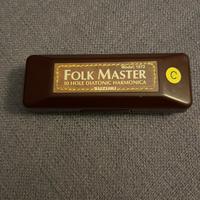 Model 1072
FOLK MASTER
10 HOLE DIATONIC HARMONICA
SUZUKI
C